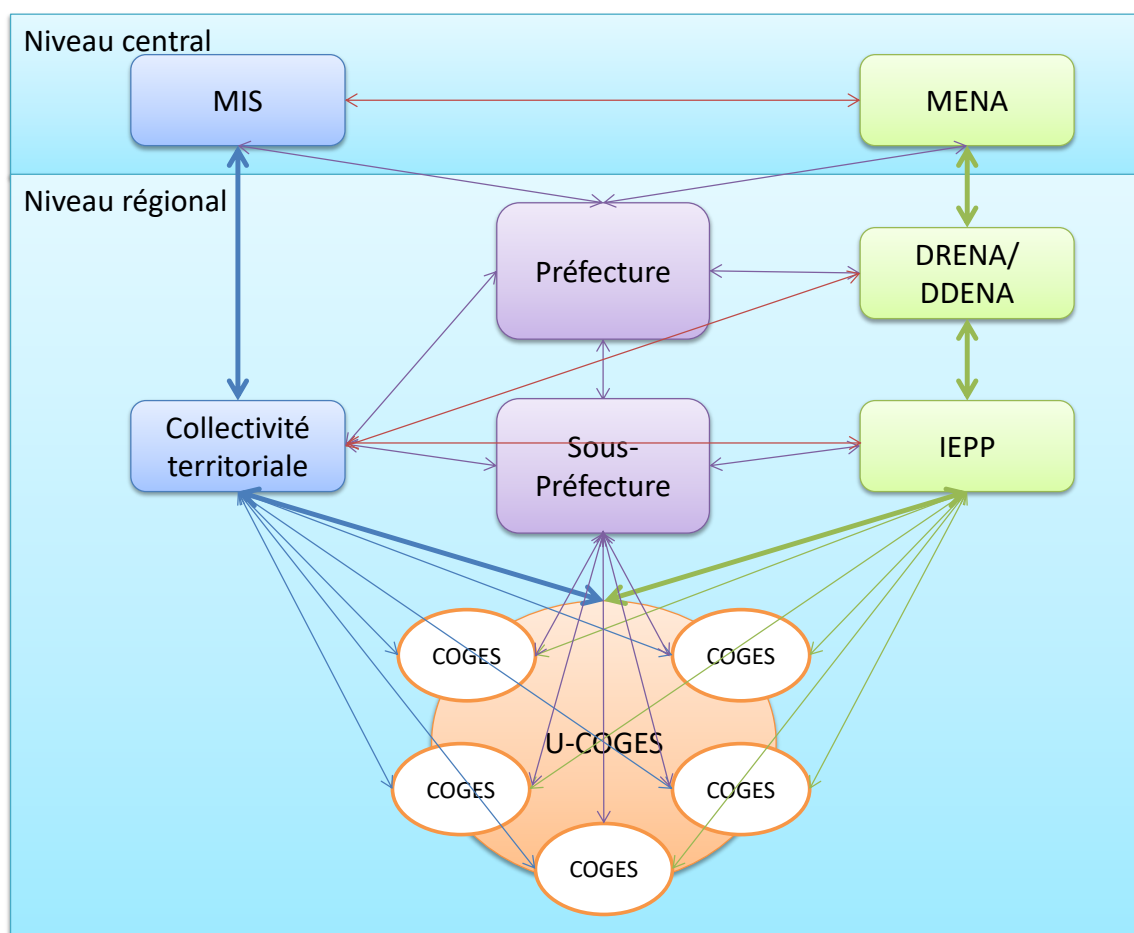 Niveau central
MIS
MENA
Niveau régional
Préfecture
DRENA/
DDENA
Collectivité
territoriale
Sous-
Préfecture
IEPP
COGES
COGES
U-COGES
COGES
COGES
COGES